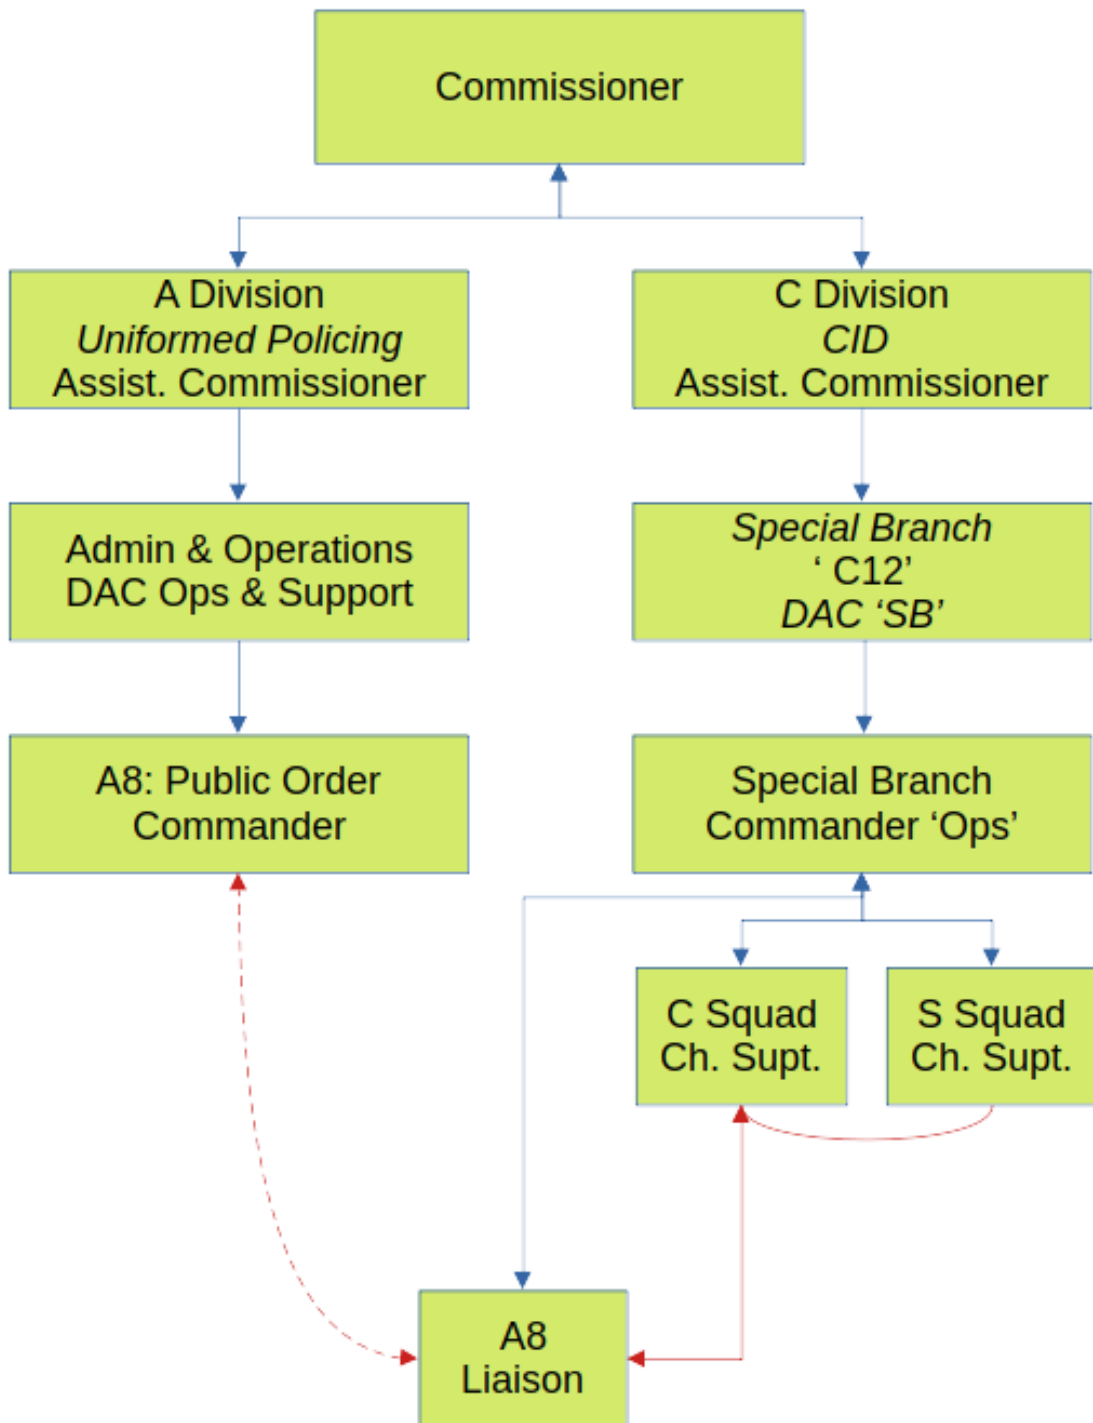 Commissioner
A Division
Uniformed Policing
Assist. Commissioner
C Division
CID
Assist. Commissioner
Admin & Operations
DAC Ops & Support
Special Branch
‘ C12’
DAC ‘SB’
A8: Public Order
Commander
Special Branch
Commander ‘Ops’
C Squad
Ch. Supt.
S Squad
Ch. Supt.
A8
Liaison